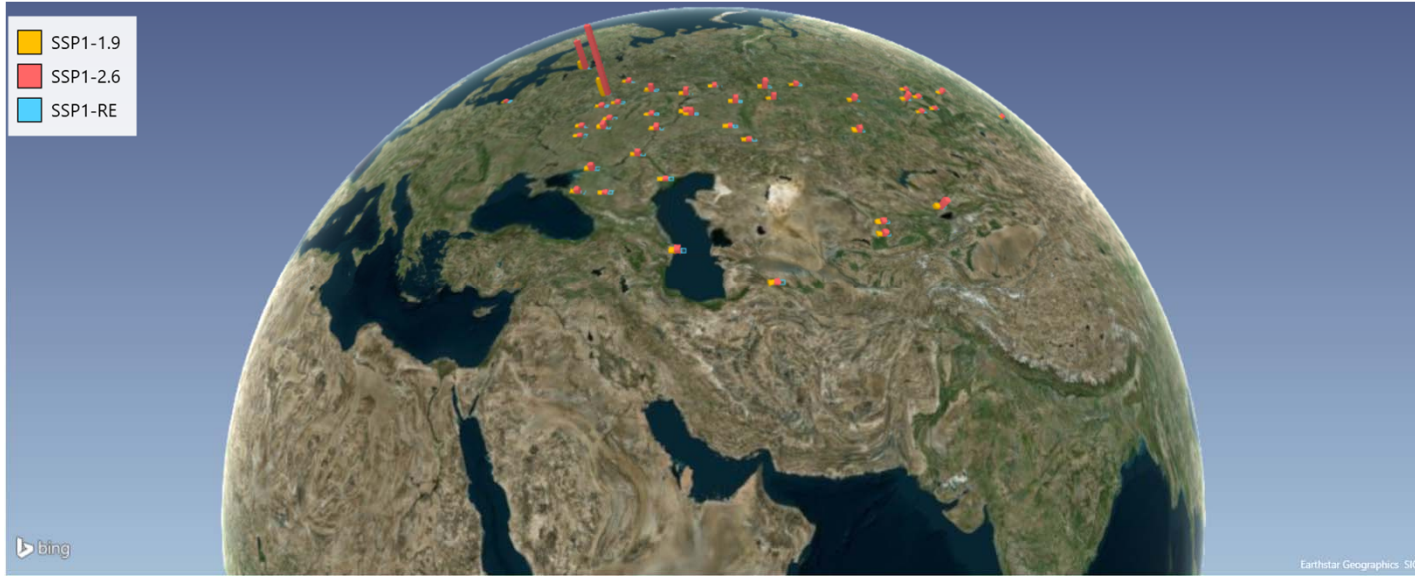 SSP1-1.9
SSP1-2.6
SSP1-RE
bing
Earthstar Geographics